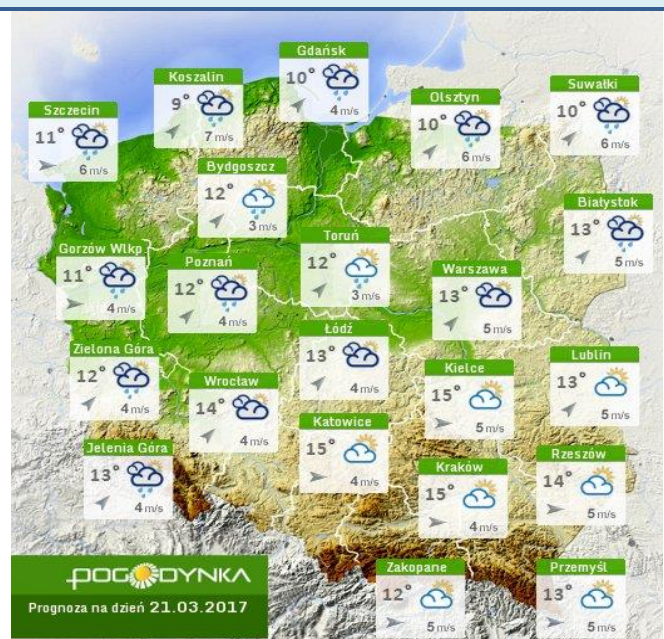 Gdańsk
10°
4 m/s
Koszalin
9°
7 m/s
Suwałki
10°
6 m/s
Olsztyn
10°
6 m/s
Szczecin
11°
6 m/s
Bydgoszcz
12°
3 m/s
Białystok
13°
5 m/s
Toruń
12°
3 m/s
Gorzów Wlkp
11°
4 m/s
Poznań
12°
4 m/s
Warszawa
13°
5 m/s
Łódź
13°
4 m/s
Zielona Góra
12°
4 m/s
Lublin
13°
5 m/s
Kielce
15°
5 m/s
Wrocław
14°
4 m/s
Katowice
15°
4 m/s
Jelenia Góra
13°
4 m/s
Rzeszów
14°
5 m/s
Kraków
15°
4 m/s
Zakopane
12°
5 m/s
Przemyśl
13°
5 m/s
POGODYNKA
Prognoza na dzień 21.03.2017